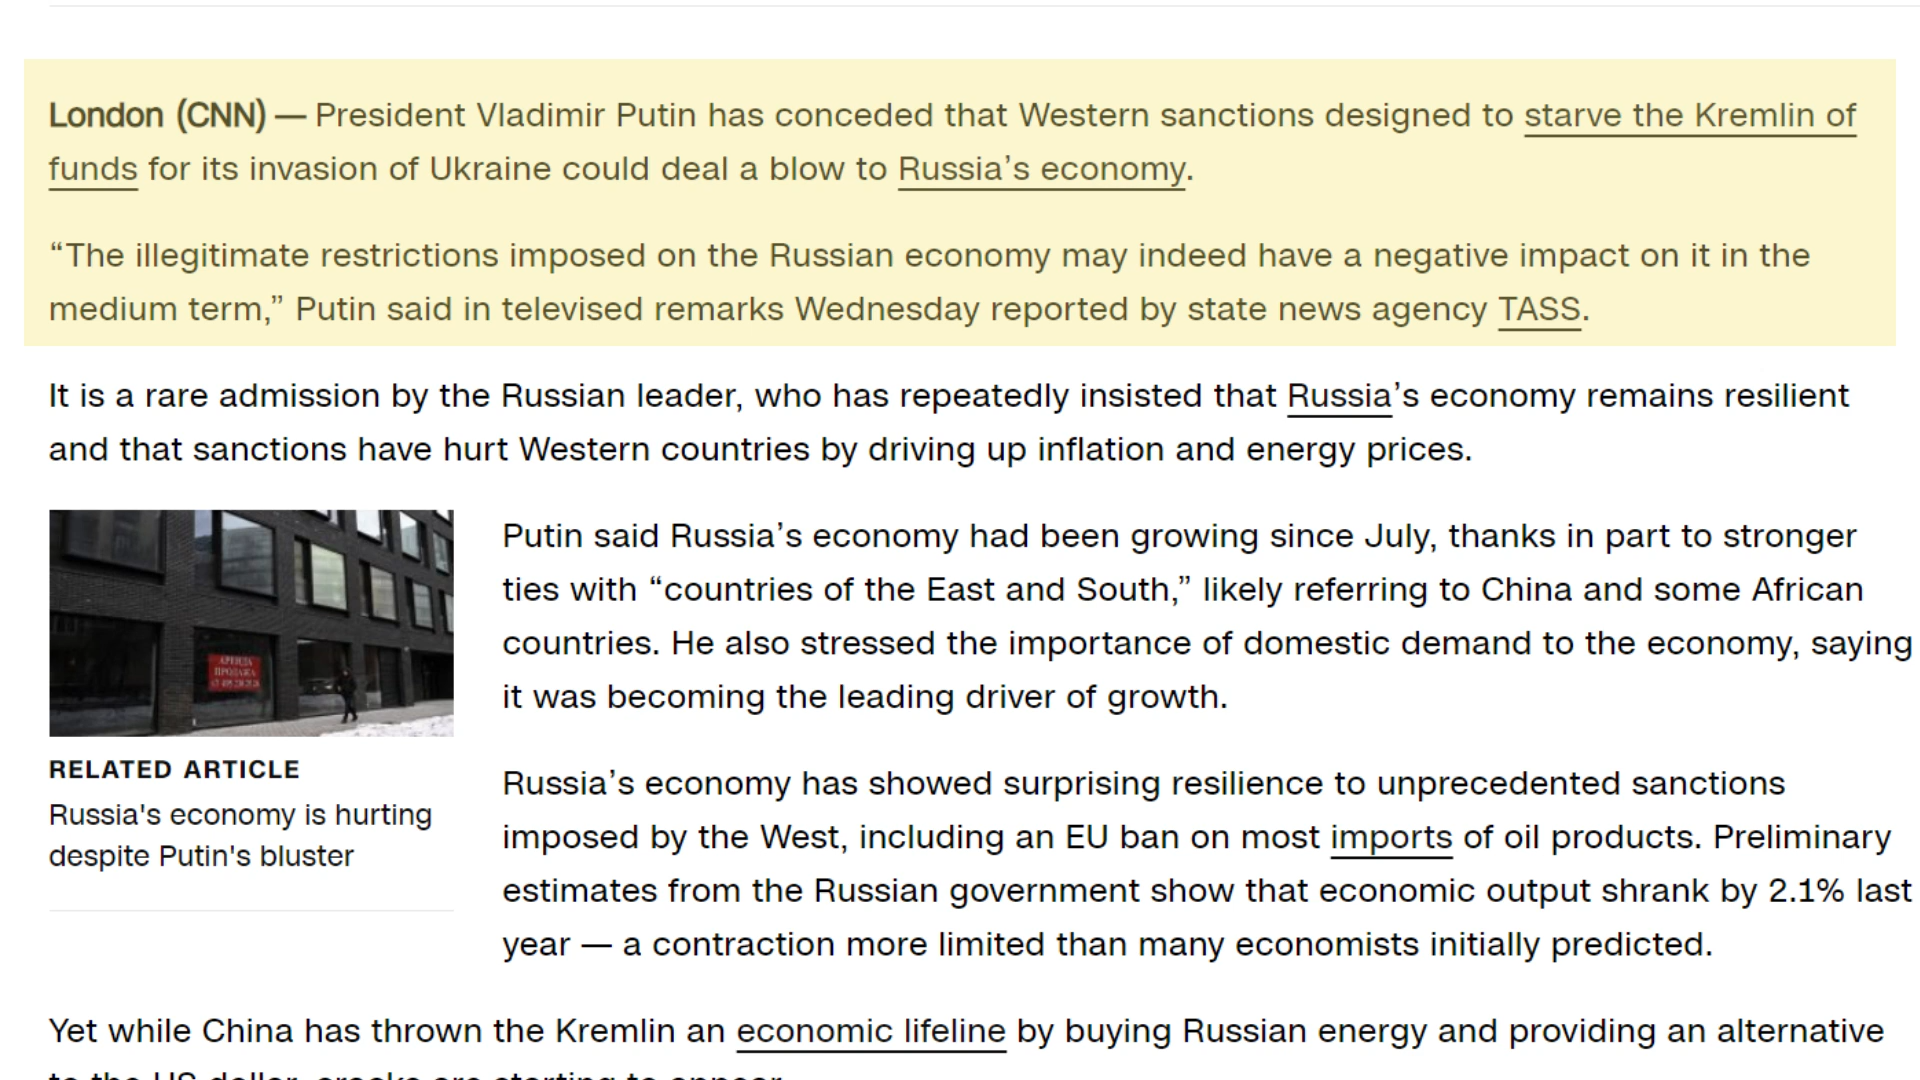 London (CNN) — President Vladimir Putin has conceded that Western sanctions designed to starve the Kremlin of
funds for its invasion of Ukraine could deal a blow to Russia’s economy.
“The illegitimate restrictions imposed on the Russian economy may indeed have a negative impact on it in the
medium term,” Putin said in televised remarks Wednesday reported by state news agency TASS.
It is a rare admission by the Russian leader, who has repeatedly insisted that Russia’s economy remains resilient
and that sanctions have hurt Western countries by driving up inflation and energy prices.
АРЕНДА
ПРОДАЖА
RELATED ARTICLE
Russia's economy is hurting
despite Putin's bluster
Putin said Russia’s economy had been growing since July, thanks in part to stronger
ties with “countries of the East and South,” likely referring to China and some African
countries. He also stressed the importance of domestic demand to the economy, saying
it was becoming the leading driver of growth.
Russia’s economy has showed surprising resilience to unprecedented sanctions
imposed by the West, including an EU ban on most imports of oil products. Preliminary
estimates from the Russian government show that economic output shrank by 2.1% last
year — a contraction more limited than many economists initially predicted.
Yet while China has thrown the Kremlin an economic lifeline by buying Russian energy and providing an alternative
to the US dollar, cracks are starting to appear.